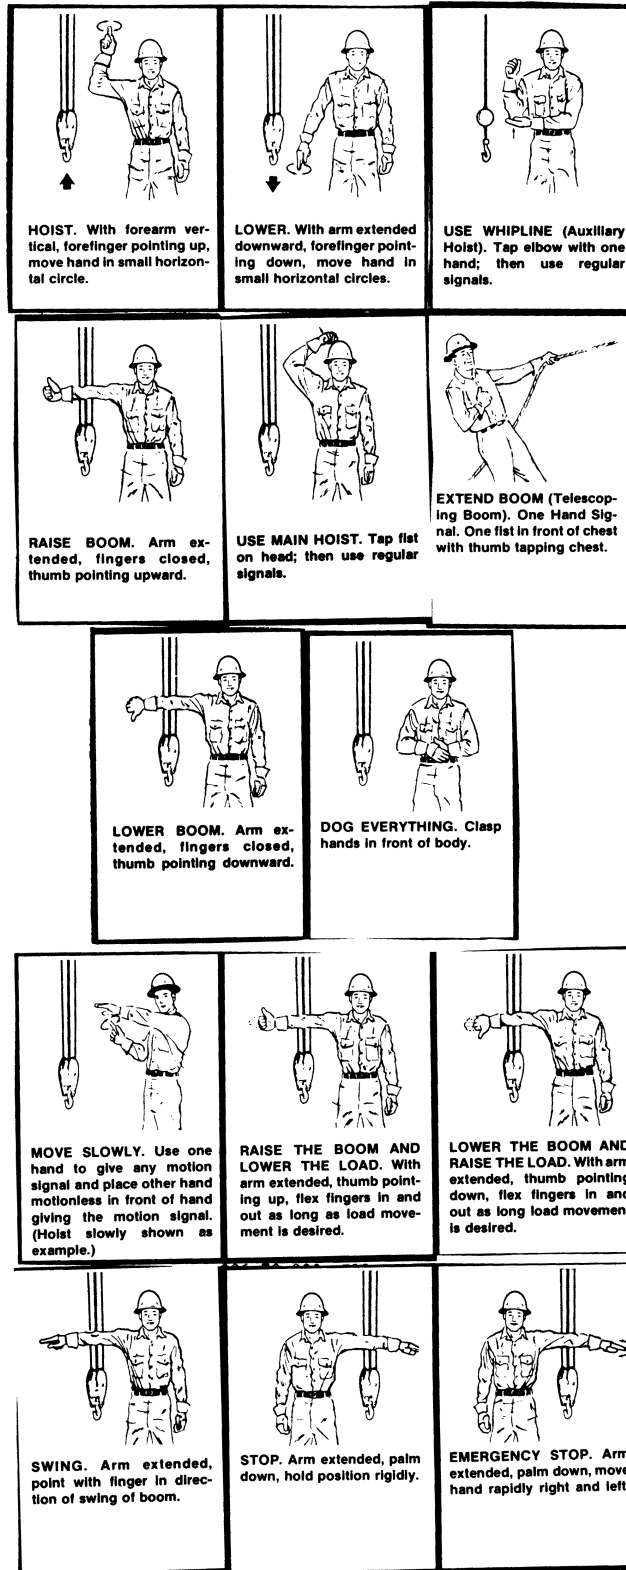 HOIST. With forearm ver-
tical, forefinger pointing up,
move hand in small horizon-
tal circle.
LOWER. With arm extended
downward, forefinger point-
ing down, move hand in
small horizontal circles.
USE WHIPLINE (Auxiliary
Hoist). Tap elbow with one
hand; then use regular
signals.
RAISE BOOM. Arm ex-
tended, fingers closed,
thumb pointing upward.
USE MAIN HOIST. Tap fist
on head; then use regular
signals.
EXTEND BOOM (Telescop-
ing Boom). One Hand Sig-
nal. One fist in front of chest
with thumb tapping chest.
LOWER BOOM. Arm ex-
tended, fingers closed,
thumb pointing downward.
DOG EVERYTHING. Clasp
hands in front of body.
MOVE SLOWLY. Use one
hand to give any motion
signal and place other hand
motionless in front of hand
giving the motion signal.
(Hoist slowly shown as
example.)
RAISE THE BOOM AND
LOWER THE LOAD. With
arm extended, thumb point-
ing up, flex fingers in and
out as long as load move-
ment is desired.
LOWER THE BOOM AND
RAISE THE LOAD. With arm
extended, thumb pointing
down, flex fingers in and
out as long load movement
is desired.
SWING. Arm extended,
point with finger in direc-
tion of swing of boom.
STOP. Arm extended, palm
down, hold position rigidly.
EMERGENCY STOP. Arm
extended, palm down, move
hand rapidly right and left